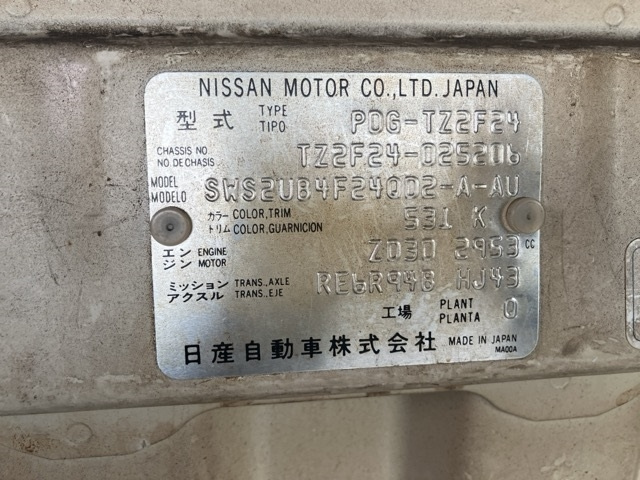 NISSAN MOTOR CO.,LTD. JAPAN
型式 TYPE TIPO PDG-TZ2F24
CHASSIS NO. NO. DE CHASIS TZ2F24-025206
MODEL MODELO SWS2UB4F24QD2-A-AU
カラー COLOR, TRIM
トリム COLOR, GUARNICION 531 K
エンジン ENGINE MOTOR ZD30 2953 CC
ミッション TRANS., AXLE
アクスル TRANS., EJE RE6R94B HJ43
工場 PLANT PLANTA 0
日産自動車株式会社 MADE IN JAPAN
MA00A